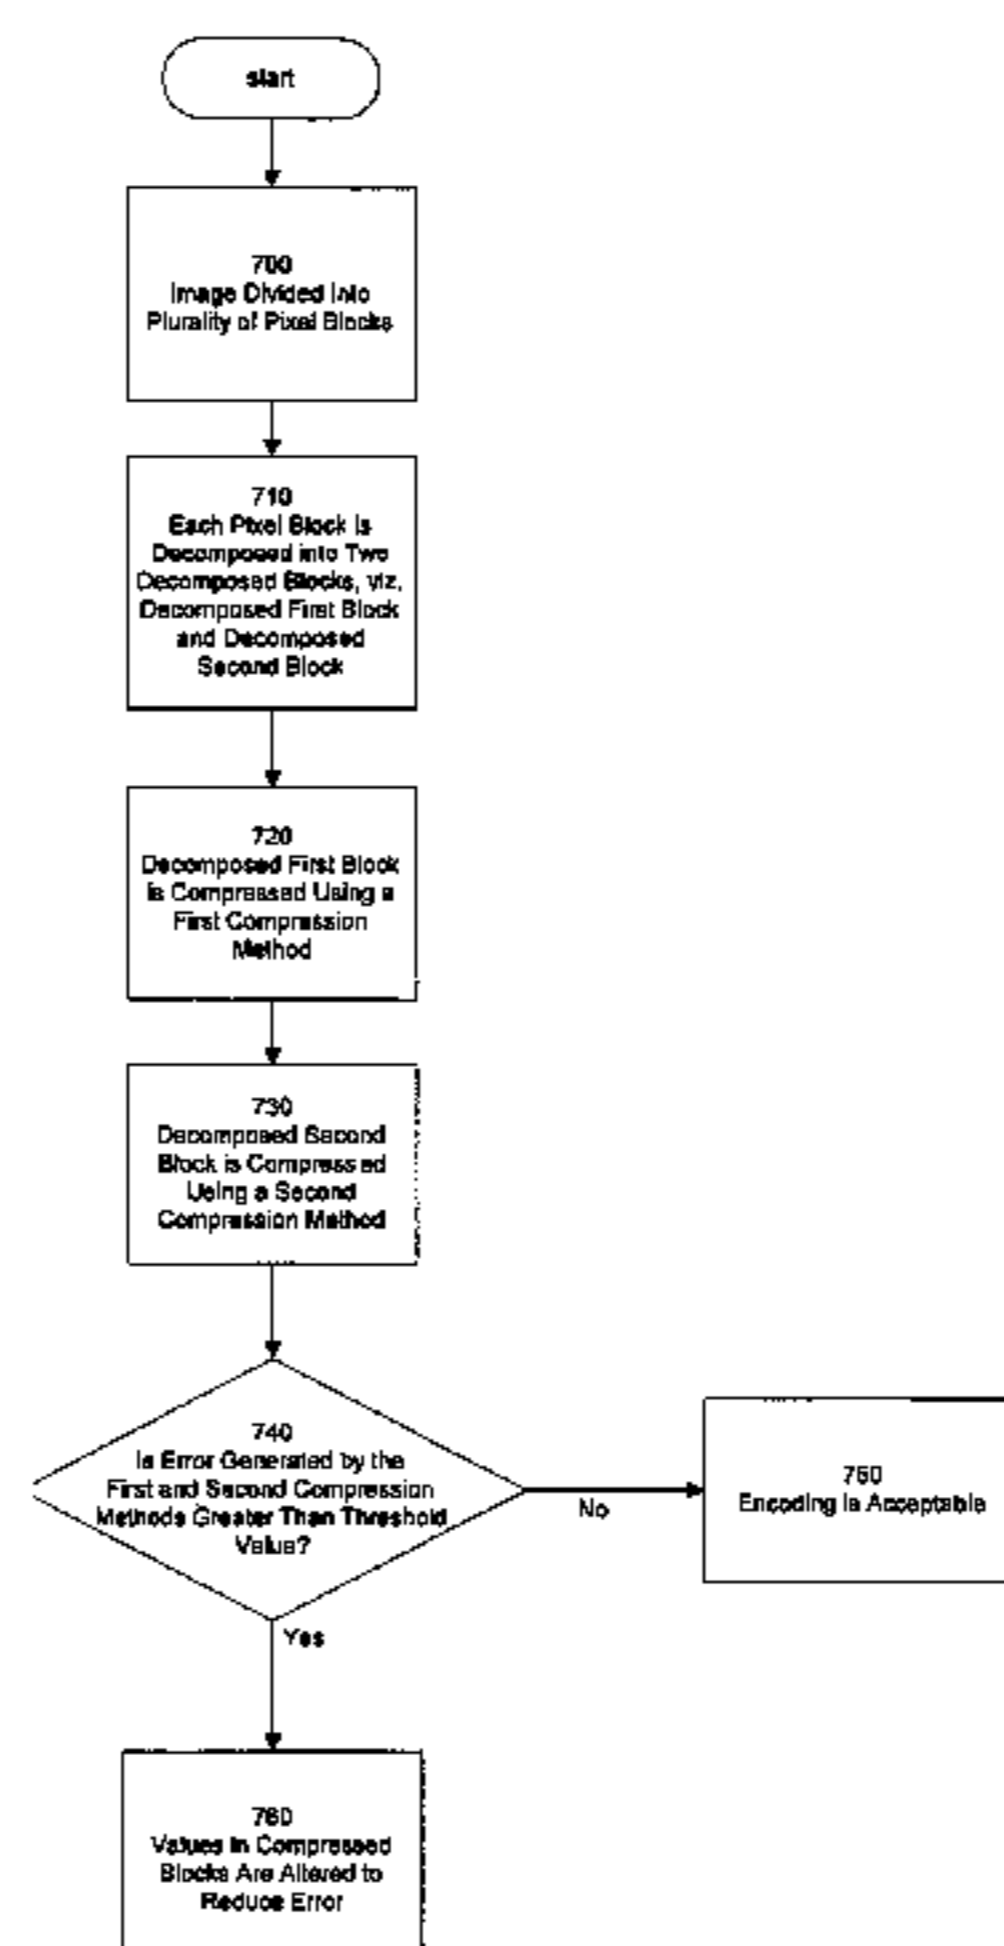 start
700
Image Divided Into
Plurality of Pixel Blocks
710
Each Pixel Block is
Decomposed into Two
Decomposed Blocks, viz.
Decomposed First Block
and Decomposed
Second Block
720
Decomposed First Block
is Compressed Using a
First Compression
Method
730
Decomposed Second
Block is Compressed
Using a Second
Compression Method
740
Is Error Generated by the
First and Second Compression
Methods Greater Than Threshold
Value?
No
750
Encoding is Acceptable
Yes
760
Values in Compressed
Blocks Are Altered to
Reduce Error